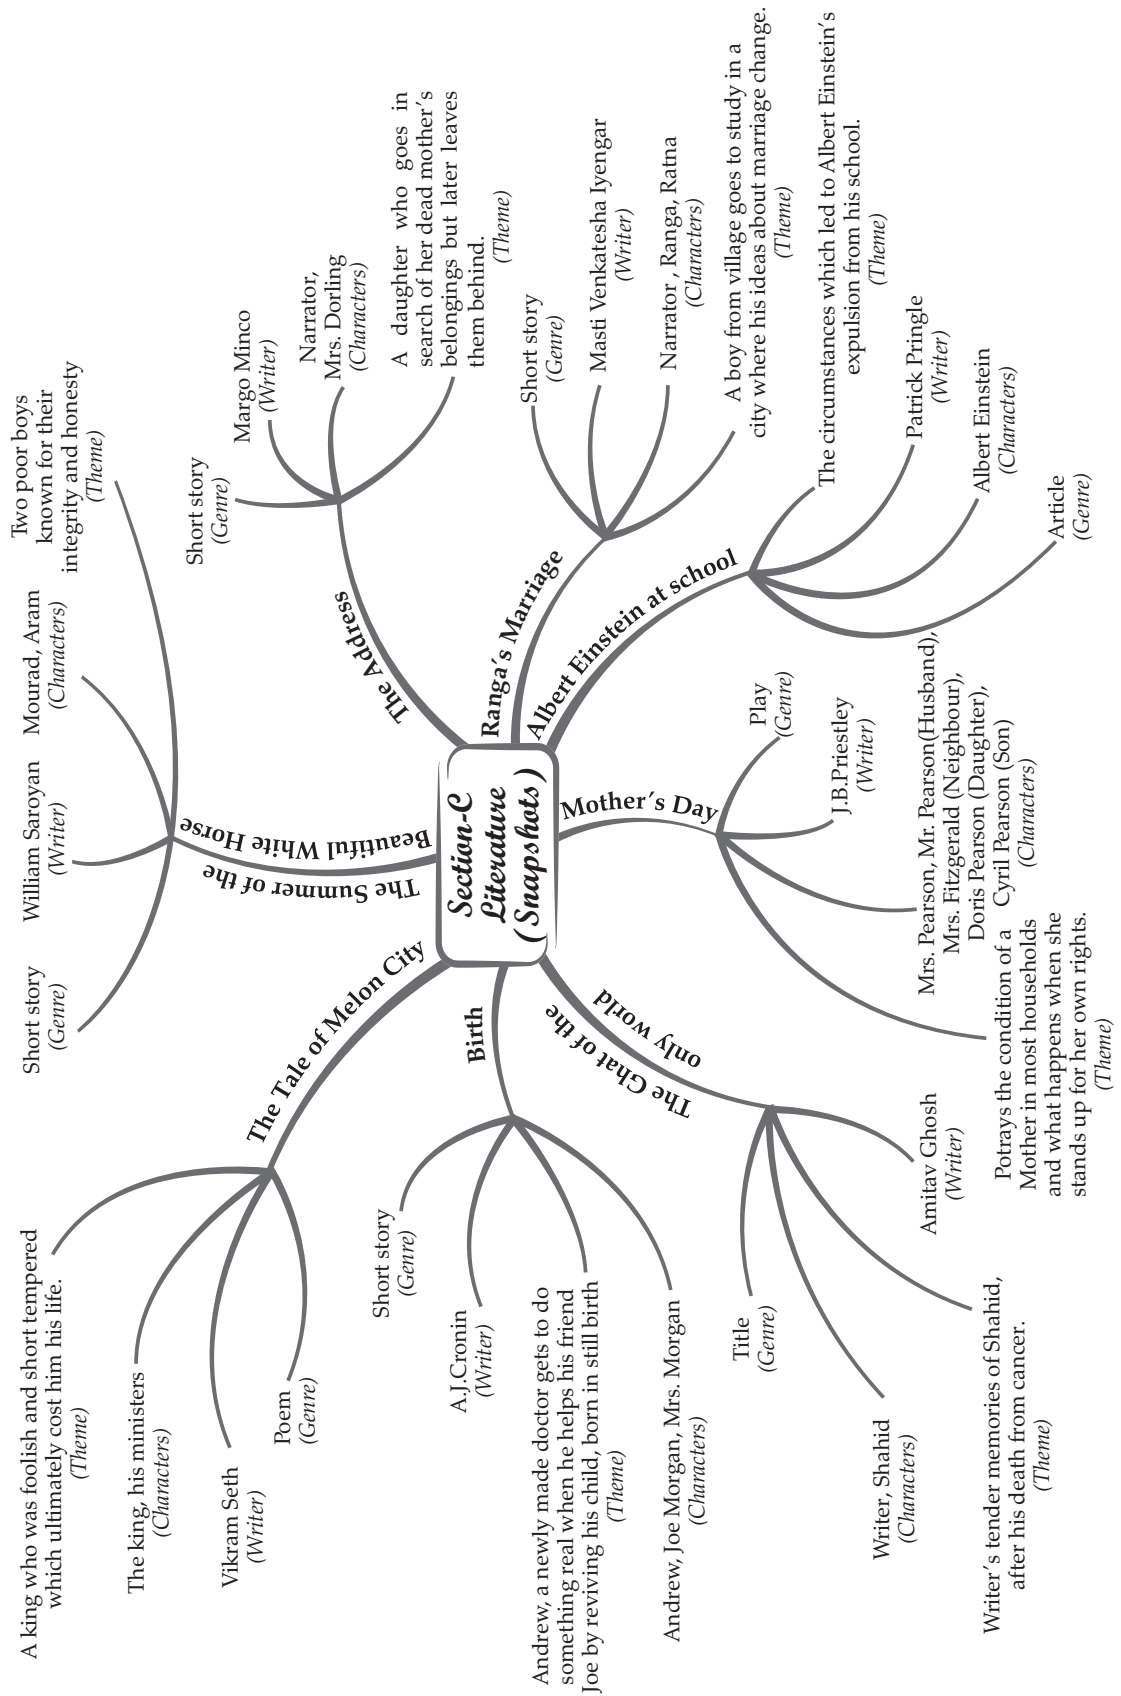 Section-C
Literature
(Snapshots)
The Summer of the
Beautiful White Horse
Short story
(Genre)
William Saroyan
(Writer)
Mourad, Aram
(Characters)
Two poor boys
known for their
integrity and honesty
(Theme)
The Address
Short story
(Genre)
Margo Minco
(Writer)
Narrator,
Mrs. Dorling
(Characters)
A daughter who goes in
search of her dead mother's
belongings but later leaves
them behind.
(Theme)
Ranga's Marriage
Short story
(Genre)
Masti Venkatesha Iyengar
(Writer)
Narrator , Ranga, Ratna
(Characters)
A boy from village goes to study in a
city where his ideas about marriage change.
(Theme)
Albert Einstein at school
The circumstances which led to Albert Einstein's
expulsion from his school.
(Theme)
Patrick Pringle
(Writer)
Albert Einstein
(Characters)
Article
(Genre)
Mother's Day
Play
(Genre)
J.B.Priestley
(Writer)
Mrs. Pearson, Mr. Pearson(Husband),
Mrs. Fitzgerald (Neighbour),
Doris Pearson (Daughter),
Cyril Pearson (Son)
(Characters)
Potrays the condition of a
Mother in most households
and what happens when she
stands up for her own rights.
(Theme)
The Ghat of the
only world
Amitav Ghosh
(Writer)
Writer's tender memories of Shahid,
after his death from cancer.
(Theme)
Writer, Shahid
(Characters)
Title
(Genre)
Birth
Short story
(Genre)
A.J.Cronin
(Writer)
Andrew, a newly made doctor gets to do
something real when he helps his friend
Joe by reviving his child, born in still birth
(Theme)
Andrew, Joe Morgan, Mrs. Morgan
(Characters)
The Tale of Melon City
A king who was foolish and short tempered
which ultimately cost him his life.
(Theme)
The king, his ministers
(Characters)
Vikram Seth
(Writer)
Poem
(Genre)